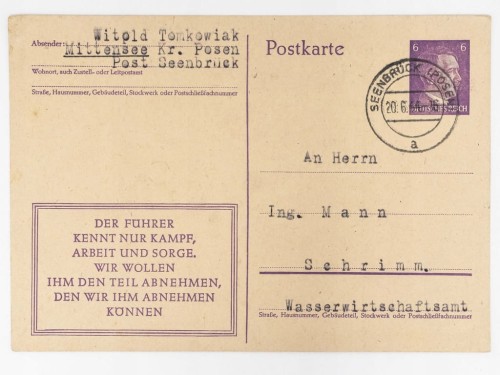 Absender: Witold Tomkowiak
Mittensee Kr. Posen
Post Seenbrück
Wohnort, auch Zustell- oder Leitpostamt
Straße, Hausnummer, Gebäudeteil, Stockwerk oder Postschließfachnummer
DER FÜHRER
KENNT NUR KAMPF,
ARBEIT UND SORGE.
WIR WOLLEN
IHM DEN TEIL ABNEHMEN,
DEN WIR IHM ABNEHMEN
KÖNNEN
Postkarte
6 6
SEENBRÜCK (POSEN)
20.6.
a
An Herrn
Ing. Mann
Schrimm.
Wasserwirtschaftsamt
Straße, Hausnummer, Gebäudeteil, Stockwerk oder Postschließfachnummer